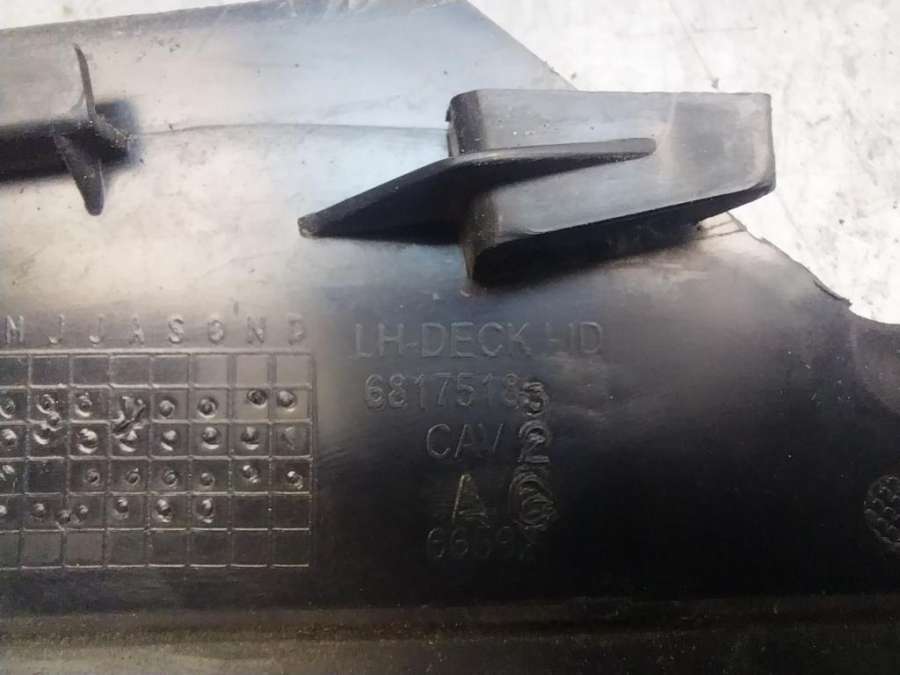 M J J A S O N D
LH-DECK LID
68175183
CAV 2
A